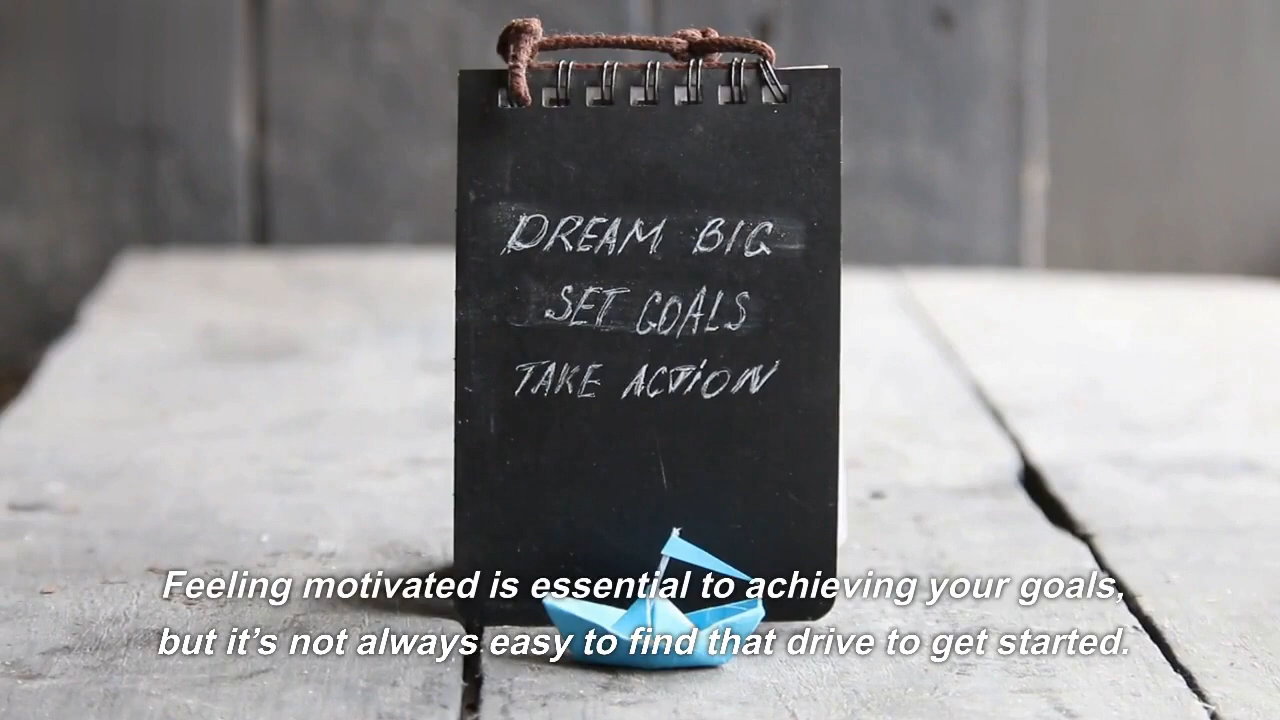 DREAM BIG
SET GOALS
TAKE ACTION
Feeling motivated is essential to achieving your goals,
but it’s not always easy to find that drive to get started.